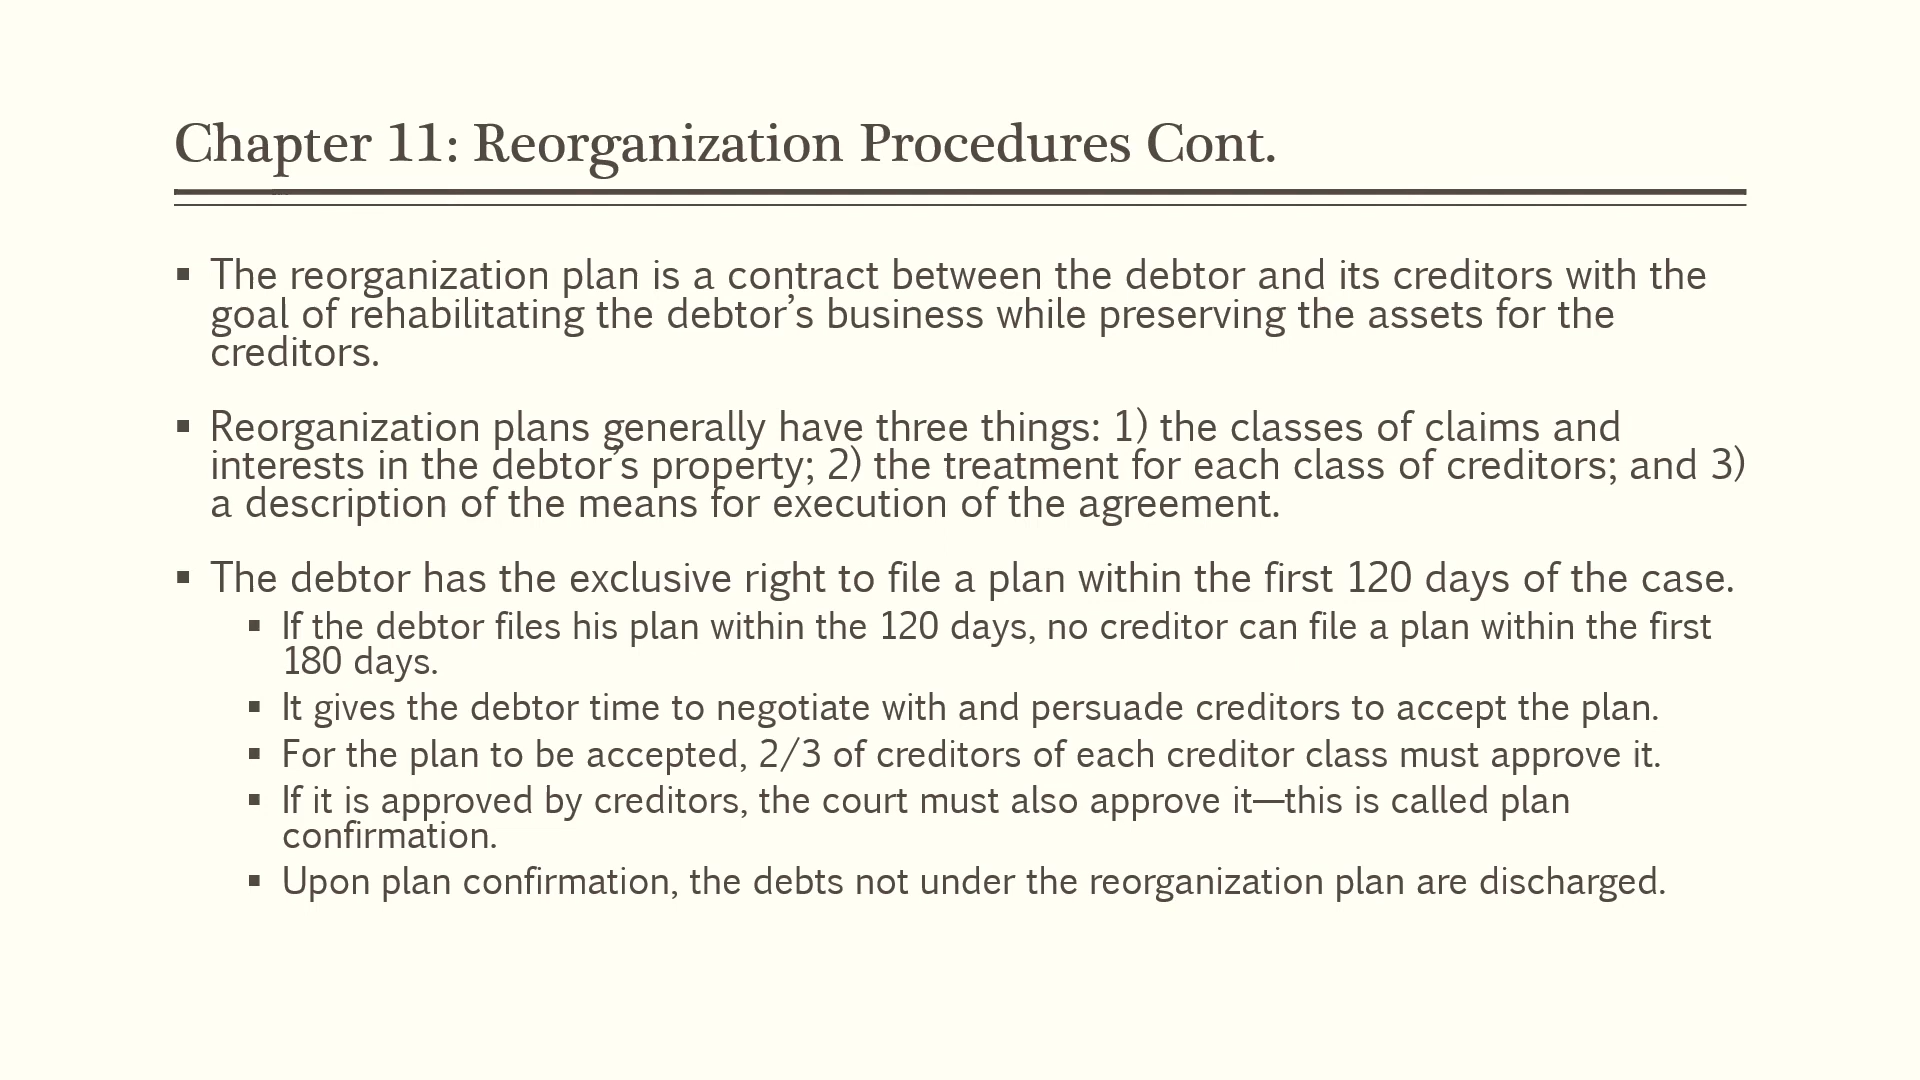 Chapter 11: Reorganization Procedures Cont.
▪ The reorganization plan is a contract between the debtor and its creditors with the
goal of rehabilitating the debtor’s business while preserving the assets for the
creditors.
▪ Reorganization plans generally have three things: 1) the classes of claims and
interests in the debtor’s property; 2) the treatment for each class of creditors; and 3)
a description of the means for execution of the agreement.
▪ The debtor has the exclusive right to file a plan within the first 120 days of the case.
▪ If the debtor files his plan within the 120 days, no creditor can file a plan within the first
180 days.
▪ It gives the debtor time to negotiate with and persuade creditors to accept the plan.
▪ For the plan to be accepted, 2/3 of creditors of each creditor class must approve it.
▪ If it is approved by creditors, the court must also approve it—this is called plan
confirmation.
▪ Upon plan confirmation, the debts not under the reorganization plan are discharged.